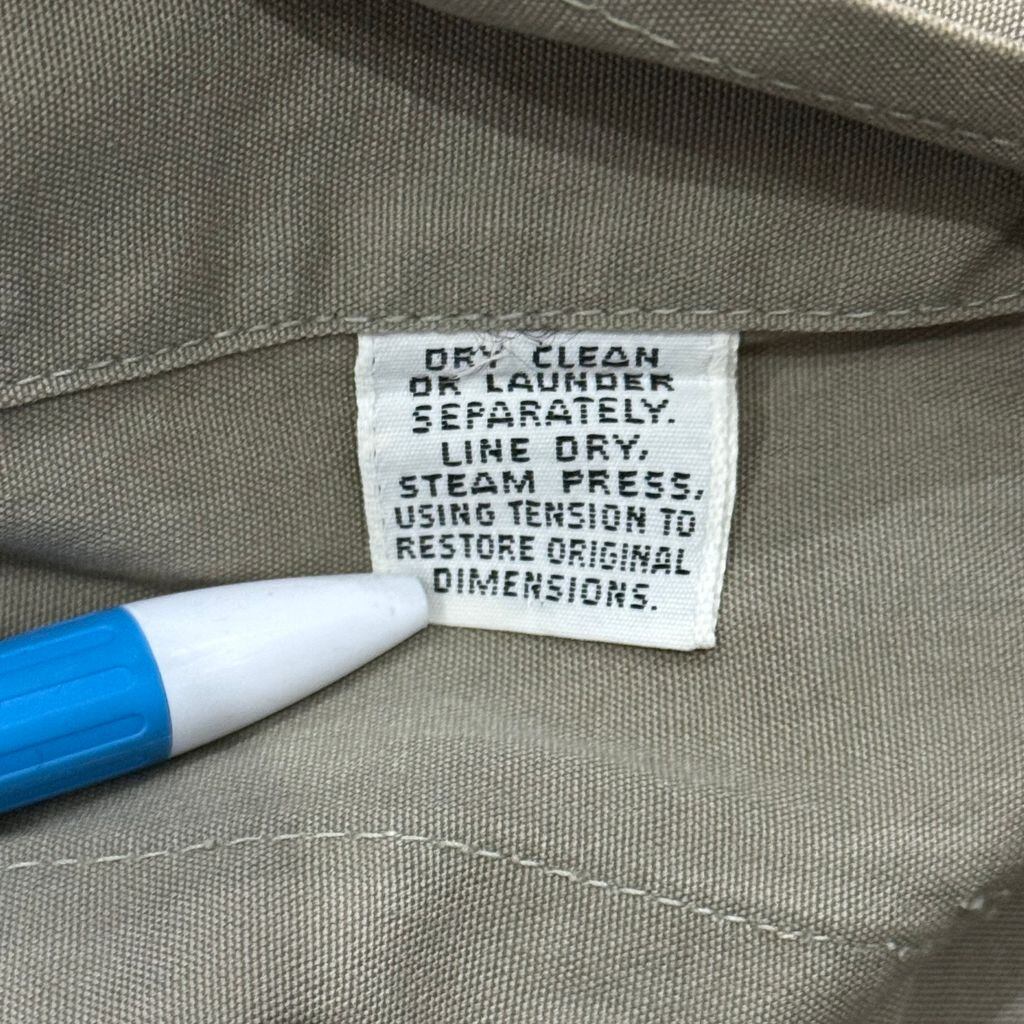 DRY CLEAN
OR LAUNDER
SEPARATELY.
LINE DRY,
STEAM PRESS,
USING TENSION TO
RESTORE ORIGINAL
DIMENSIONS.